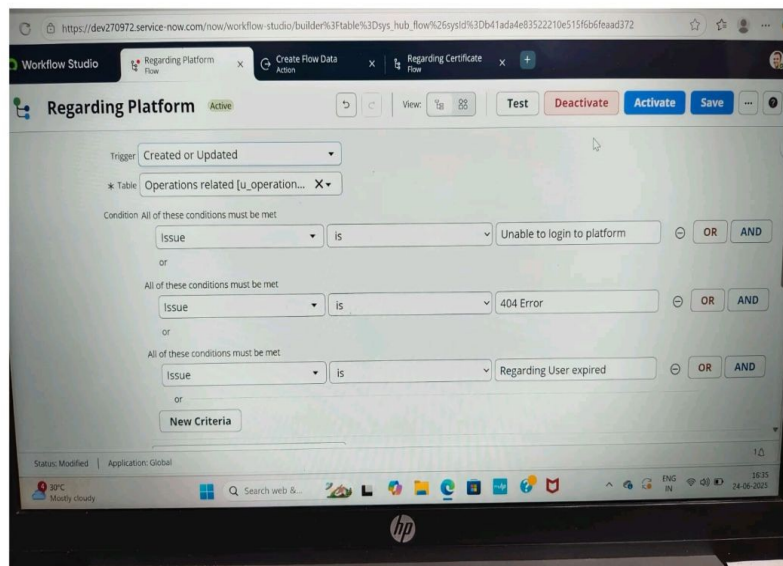 https://dev270972.service-now.com/now/workflow-studio/builder%3Ftable%3Dsys_hub_flow%26sysId%3Db41ada4e83522210e515f6b6feaad372
Workflow Studio
Regarding Platform
Flow
Create Flow Data
Action
Regarding Certificate
Flow
Regarding Platform Active View: Test Deactivate Activate Save
Trigger Created or Updated
* Table Operations related [u_operation... X
Condition All of these conditions must be met
Issue is Unable to login to platform OR AND
or
All of these conditions must be met
Issue is 404 Error OR AND
or
All of these conditions must be met
Issue is Regarding User expired OR AND
or
New Criteria
Status: Modified | Application: Global
30°C
Mostly cloudy
Search web &...
ENG
IN
16:35
24-06-2025
hp